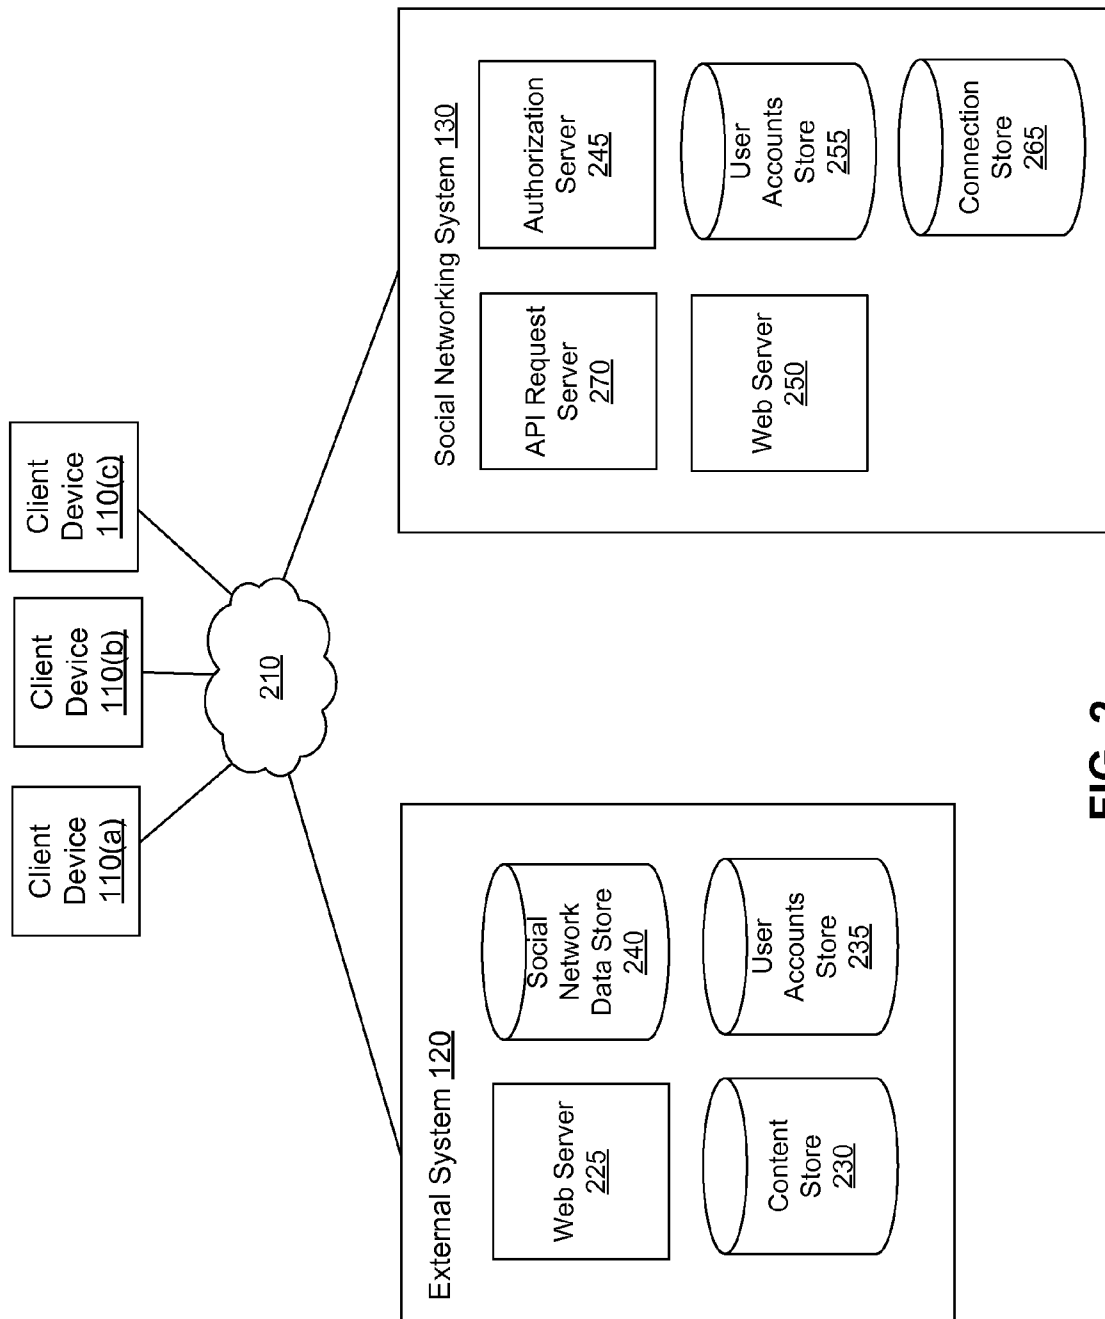 Client
Device
110(a)
Client
Device
110(b)
Client
Device
110(c)
210
External System 120
Web Server
225
Social
Network
Data Store
240
Content
Store
230
User
Accounts
Store
235
Social Networking System 130
API Request
Server
270
Authorization
Server
245
Web Server
250
User
Accounts
Store
255
Connection
Store
265
FIG. 2